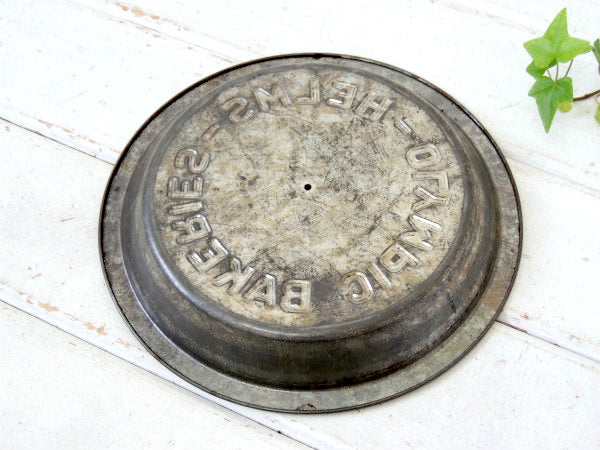 HELMS - OLYMPIC BAKERIES -